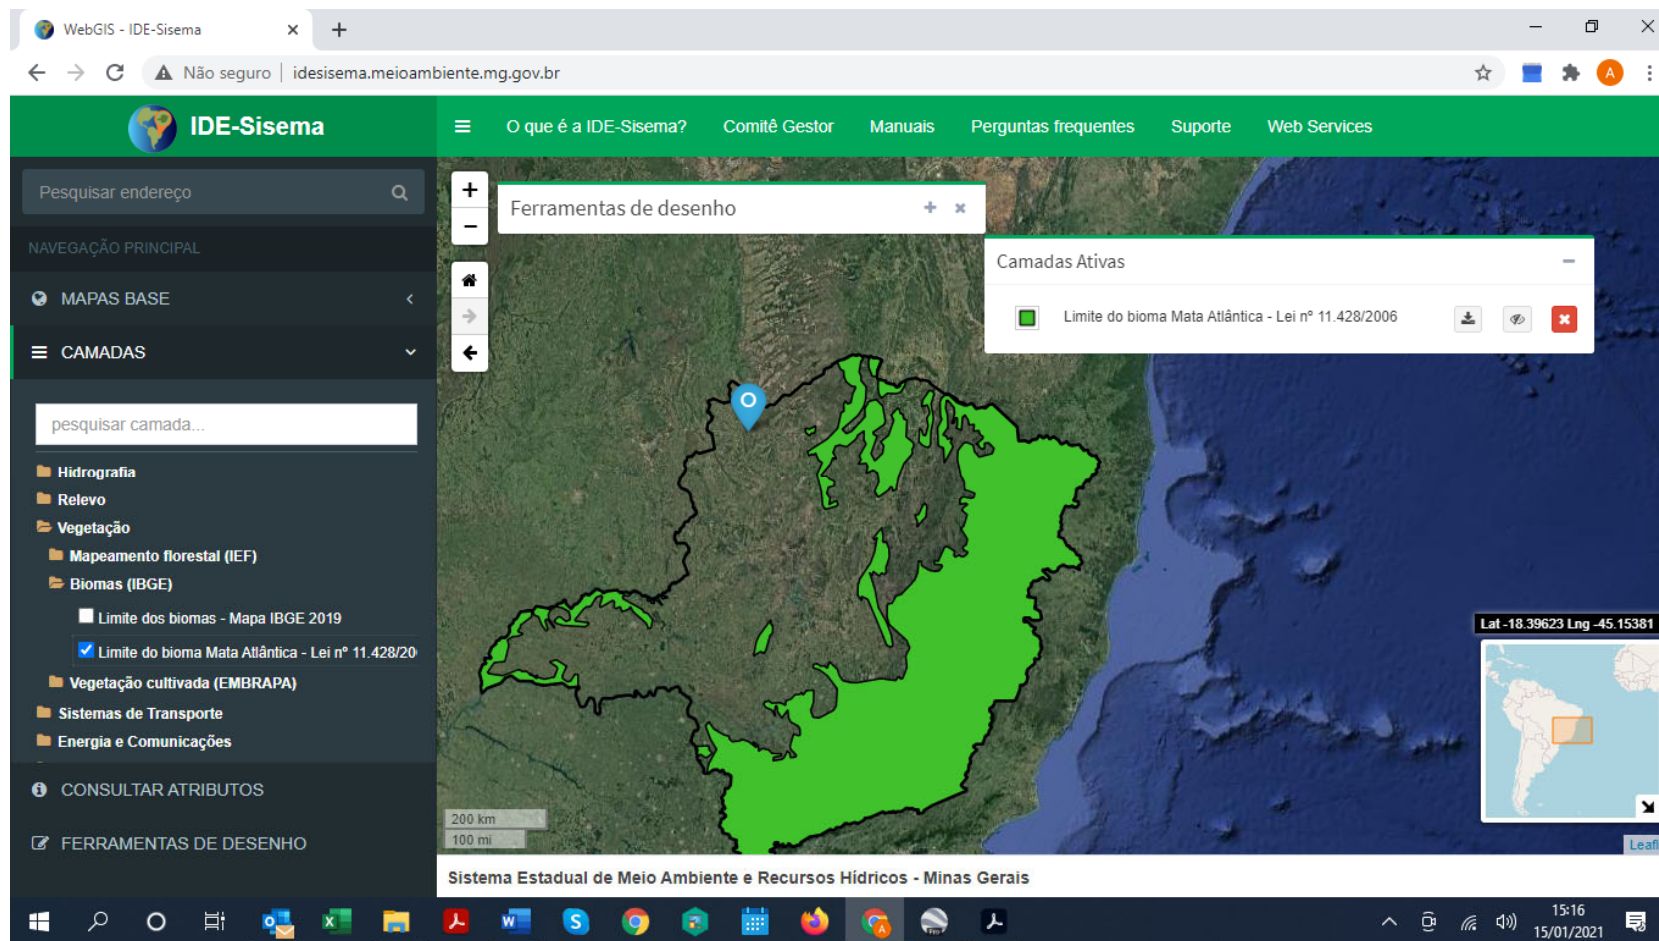 WebGIS - IDE-Sisema
Não seguro | idesisema.meioambiente.mg.gov.br
A
IDE-Sisema
O que é a IDE-Sisema? Comitê Gestor Manuais Perguntas frequentes Suporte Web Services
Pesquisar endereço
NAVEGAÇÃO PRINCIPAL
MAPAS BASE
CAMADAS
pesquisar camada...
Hidrografia
Relevo
Vegetação
Mapeamento florestal (IEF)
Biomas (IBGE)
Limite dos biomas - Mapa IBGE 2019
Limite do bioma Mata Atlântica - Lei nº 11.428/20
Vegetação cultivada (EMBRAPA)
Sistemas de Transporte
Energia e Comunicações
CONSULTAR ATRIBUTOS
FERRAMENTAS DE DESENHO
+
−
Ferramentas de desenho
Camadas Ativas
Limite do bioma Mata Atlântica - Lei nº 11.428/2006
Lat -18.39623 Lng -45.15381
200 km
100 mi
Leafl
Sistema Estadual de Meio Ambiente e Recursos Hídricos - Minas Gerais
15:16
15/01/2021